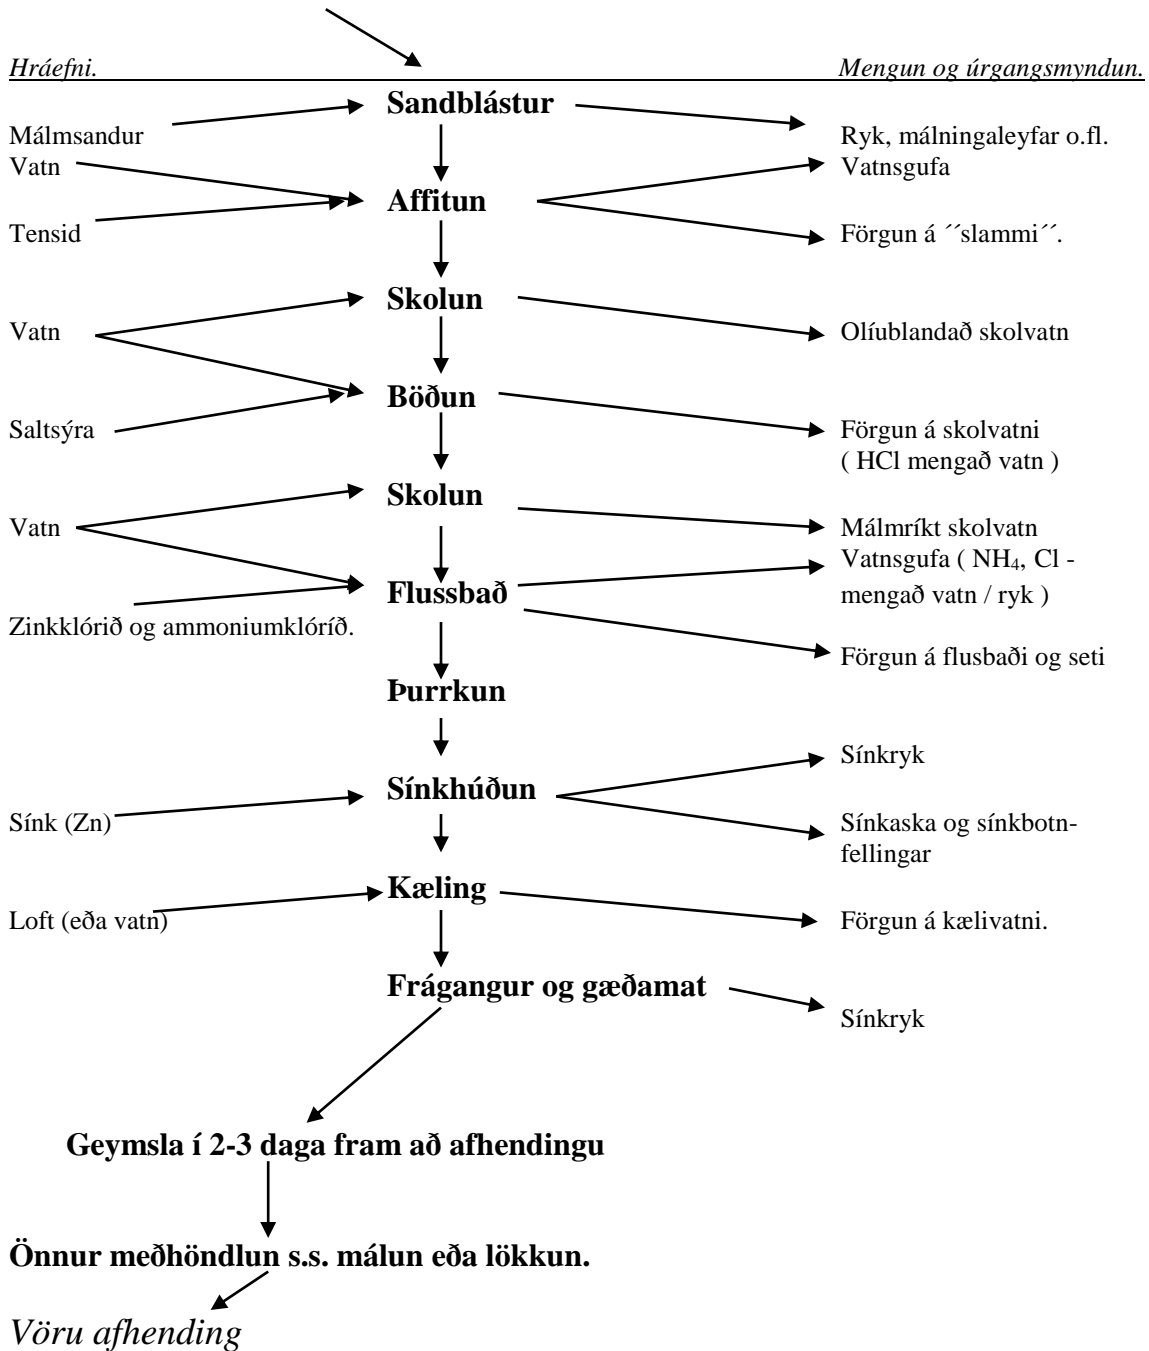 Hráefni. Mengun og úrgangsmyndun.
Sandblástur
Málmsandur Ryk, málningaleyfar o.fl.
Vatn Vatnsgufa
Affitun
Tensid Förgun á ´´slammi´´.
Skolun
Vatn Olíublandað skolvatn
Böðun
Saltsýra Förgun á skolvatni
( HCl mengað vatn )
Skolun
Vatn Málmríkt skolvatn
Vatnsgufa ( NH₄, Cl -
Flussbað mengað vatn / ryk )
Zinkklórið og ammoniumklóríð.
Förgun á flusbaði og seti
Þurrkun
Sínkryk
Sínkhúðun
Sínk (Zn) Sínkaska og sínkbotn-
fellingar
Kæling
Loft (eða vatn) Förgun á kælivatni.
Frágangur og gæðamat
Sínkryk
Geymsla í 2-3 daga fram að afhendingu
Önnur meðhöndlun s.s. málun eða lökkun.
Vöru afhending